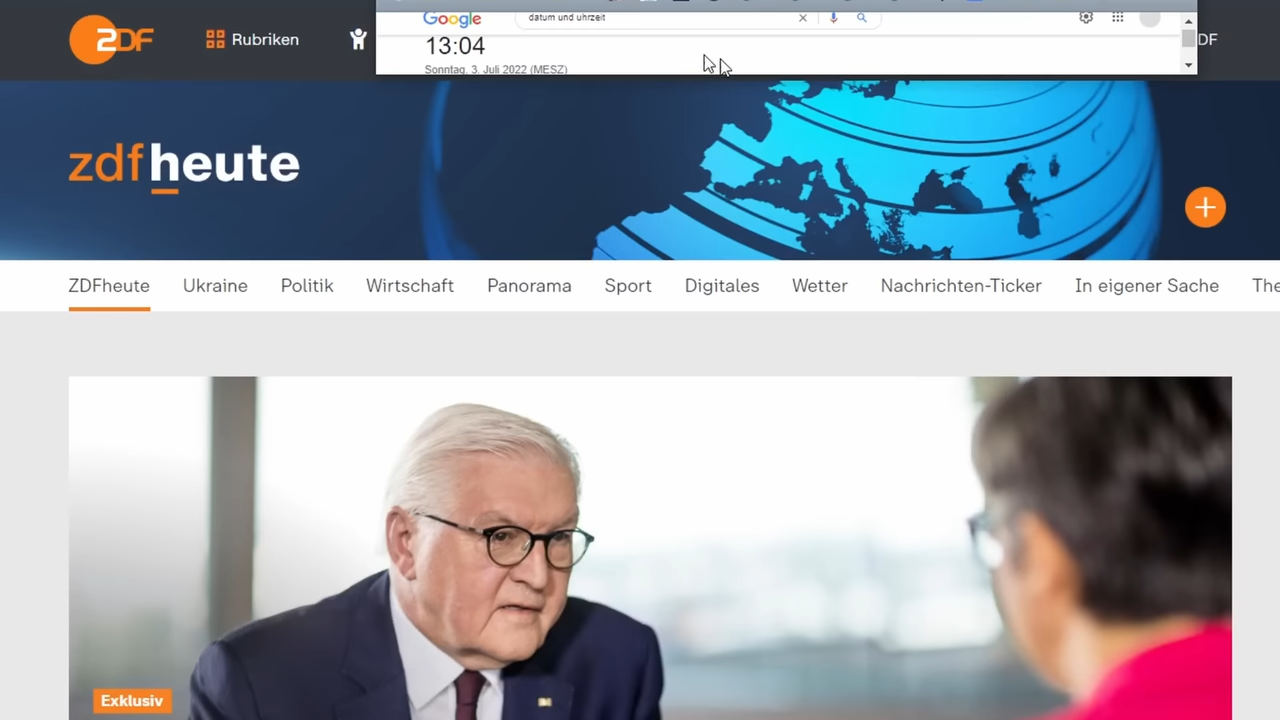 Google
datum und uhrzeit
13:04
Sonntag, 3. Juli 2022 (MESZ)
ZDF
Rubriken
DF
zdfheute
ZDFheute
Ukraine
Politik
Wirtschaft
Panorama
Sport
Digitales
Wetter
Nachrichten-Ticker
In eigener Sache
The
Exklusiv